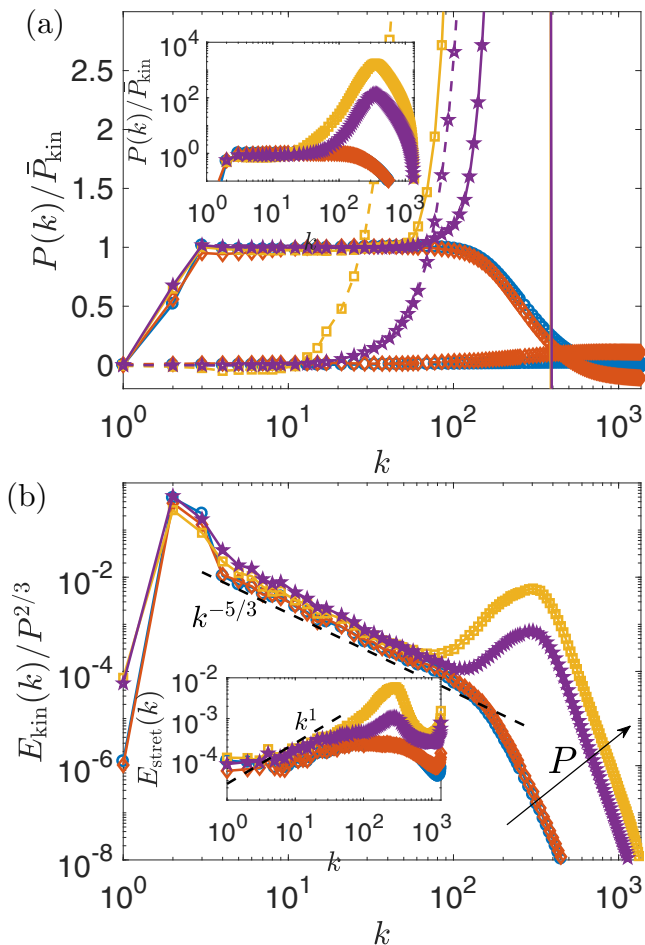 (a)
P(k)/P̄_kin
2.5
2
1.5
1
0.5
0
10^0
10^1
10^2
10^3
k
P(k)/P̄_kin
10^4
10^2
10^0
10^0
10^1
10^2
10^3
k
(b)
E_kin(k)/P^{2/3}
10^{-2}
10^{-4}
10^{-6}
10^{-8}
10^0
10^1
10^2
10^3
k
k^{-5/3}
P
E_stret(k)
10^{-2}
10^{-3}
10^{-4}
k^1
10^0
10^1
10^2
10^3
k